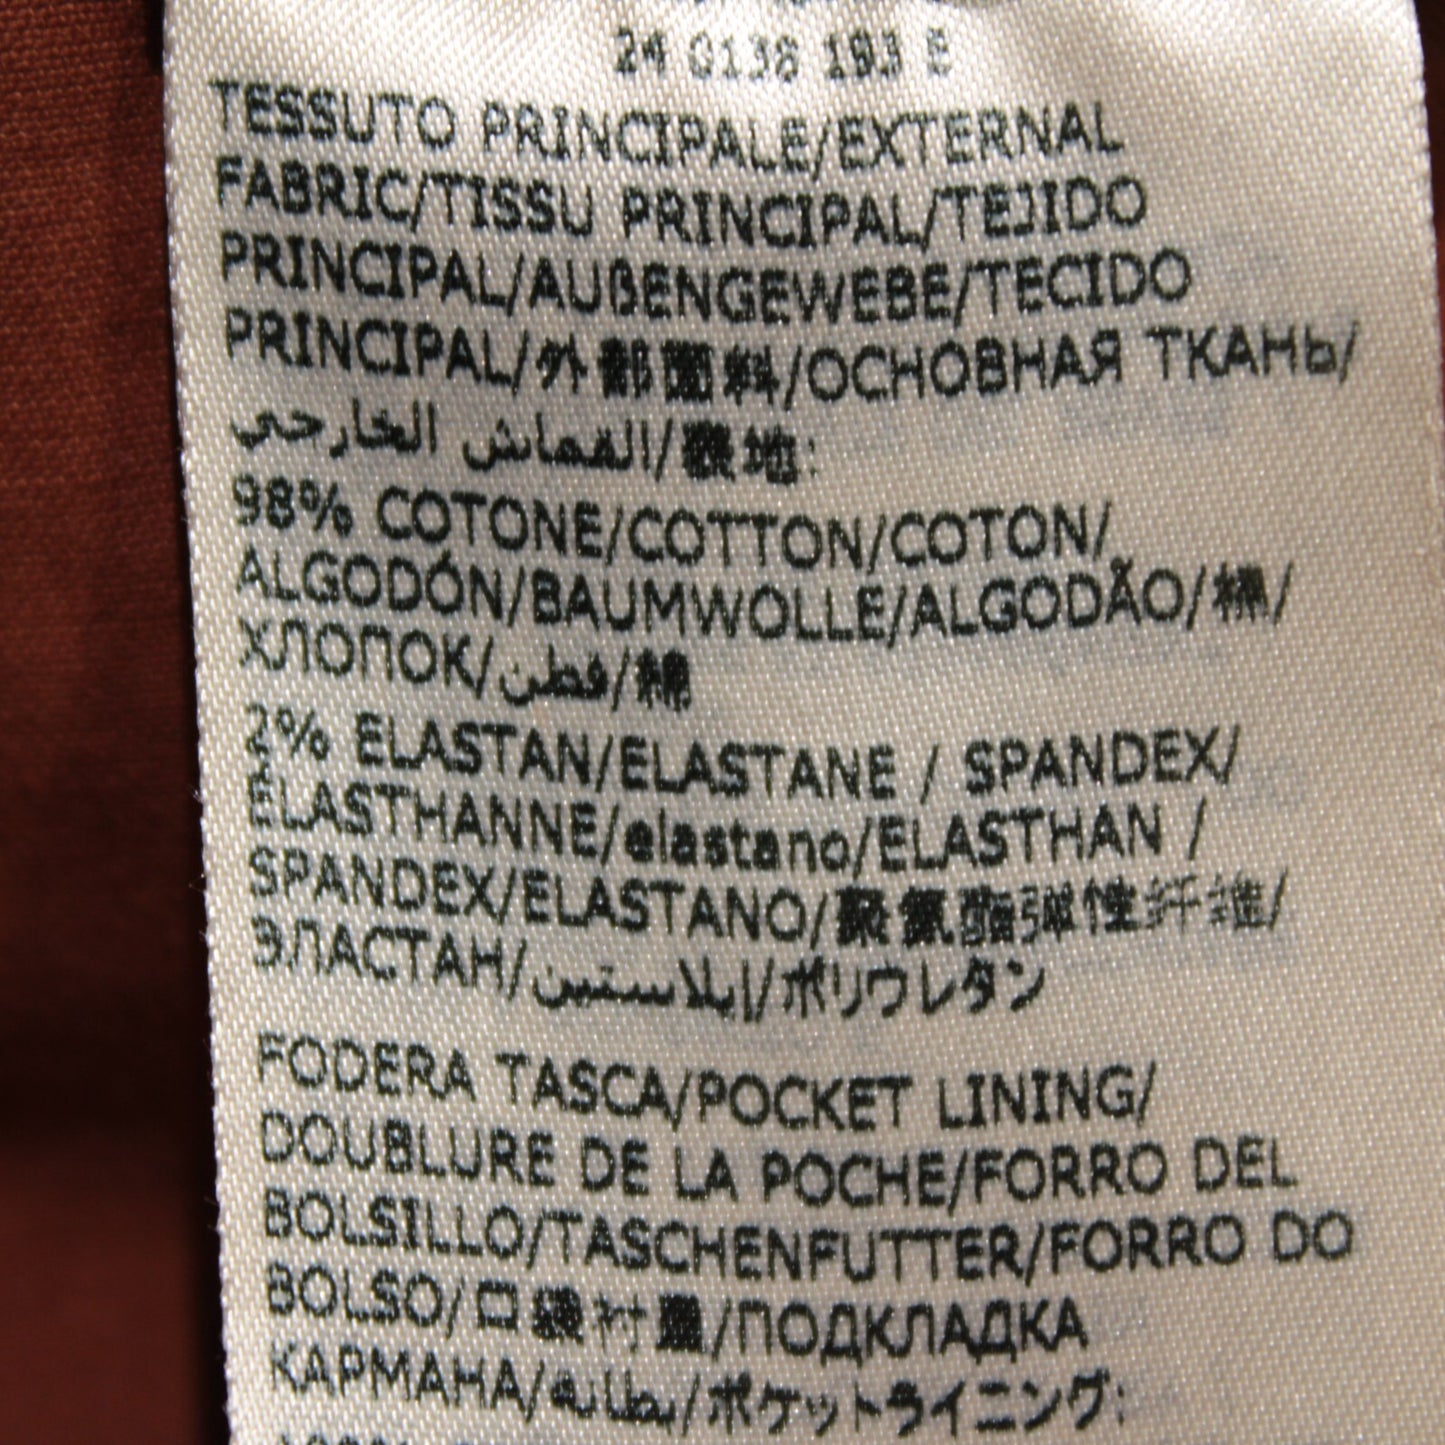 24 0138 193 E
TESSUTO PRINCIPALE/EXTERNAL
FABRIC/TISSU PRINCIPAL/TEJIDO
PRINCIPAL/AUßENGEWEBE/TECIDO
PRINCIPAL/外部面料/ОСНОВНАЯ ТКАНЬ/
القماش الخارجي/表地:
98% COTONE/COTTON/COTON/
ALGODÓN/BAUMWOLLE/ALGODÃO/棉/
ХЛОПОК/قطن/綿
2% ELASTAN/ELASTANE / SPANDEX/
ÉLASTHANNE/elastano/ELASTHAN /
SPANDEX/ELASTANO/聚氨酯弹性纤维/
ЭЛАСТАН/إيلاستين/ポリウレタン
FODERA TASCA/POCKET LINING/
DOUBLURE DE LA POCHE/FORRO DEL
BOLSILLO/TASCHENFUTTER/FORRO DO
BOLSO/口袋衬里/ПОДКЛАДКА
КАРМАНА/بطانة/ポケットライニング: